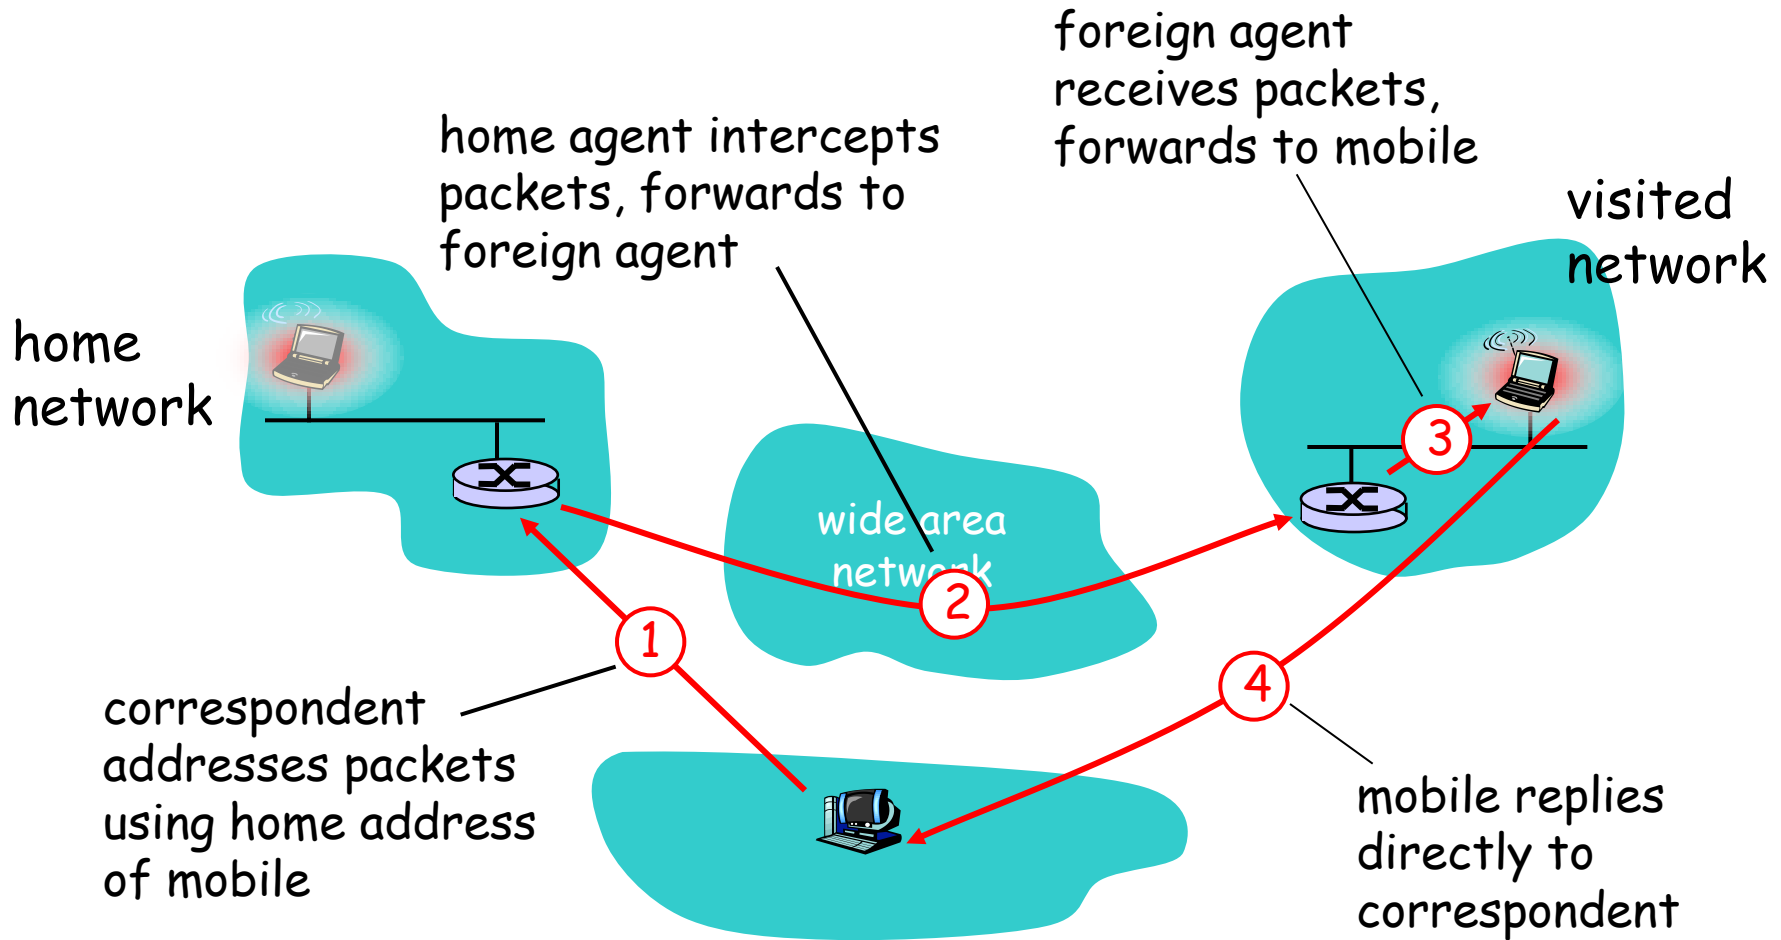 foreign agent
receives packets,
forwards to mobile
home agent intercepts
packets, forwards to
foreign agent
visited
network
home
network
wide area
network
1
2
3
4
correspondent
addresses packets
using home address
of mobile
mobile replies
directly to
correspondent